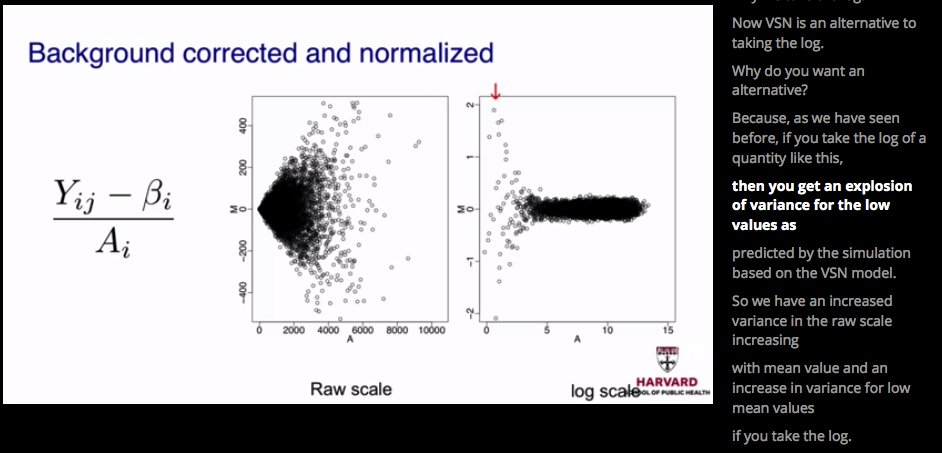 Background corrected and normalized
Y_ij − β_i
A_i
M
-400 -200 0 200 400
0 2000 4000 6000 8000 10000
A
M
-2 -1 0 1 2
0 5 10 15
A
Raw scale
log scale
HARVARD
OL OF PUBLIC HEALTH
Now VSN is an alternative to
taking the log.
Why do you want an
alternative?
Because, as we have seen
before, if you take the log of a
quantity like this,
then you get an explosion
of variance for the low
values as
predicted by the simulation
based on the VSN model.
So we have an increased
variance in the raw scale
increasing
with mean value and an
increase in variance for low
mean values
if you take the log.